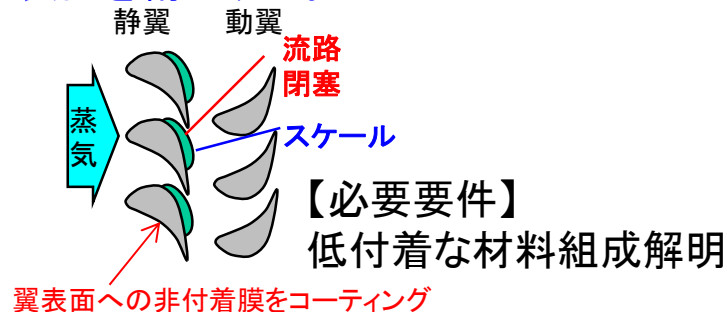 静翼 動翼
流路
閉塞
蒸
気
スケール
【必要要件】
低付着な材料組成解明
翼表面への非付着膜をコーティング